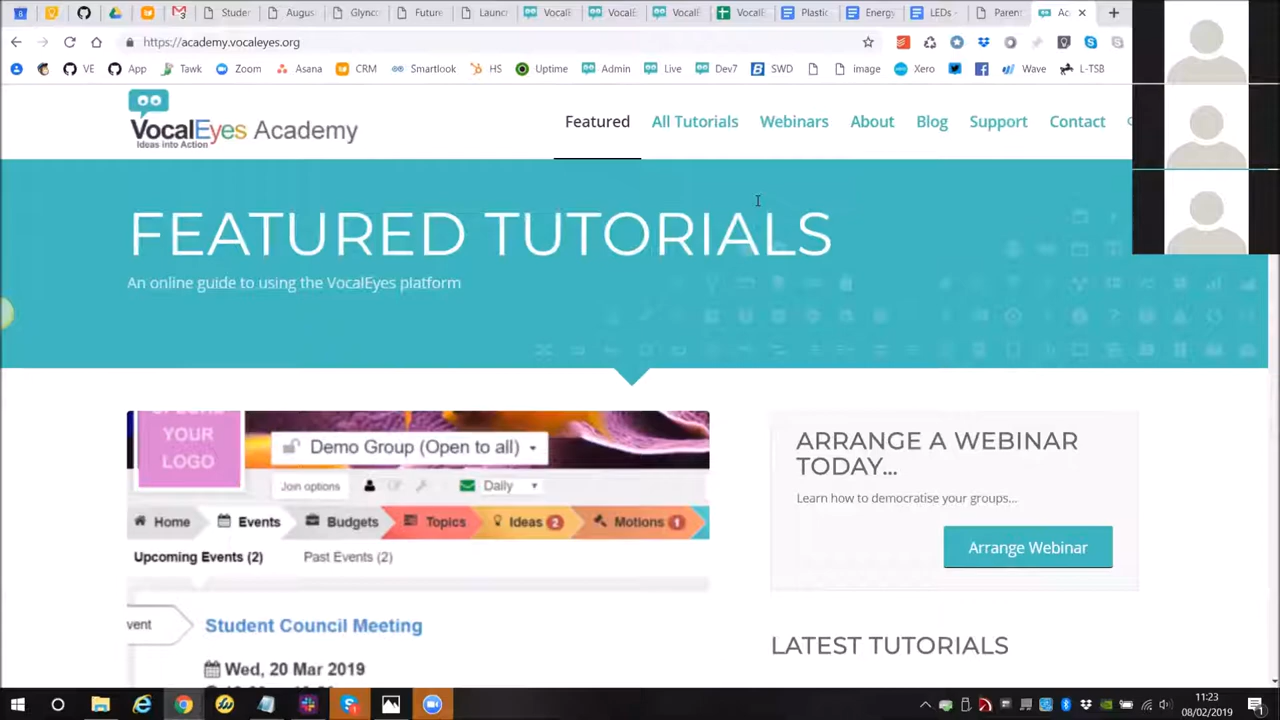 Studer
Augus
Glynco
Future
Launc
VocalE
VocalE
VocalE
VocalE
Plastic
Energy
LEDs -
Parent
Ac
https://academy.vocaleyes.org
VE
App
Tawk
Zoom
Asana
CRM
Smartlook
HS
Uptime
Admin
Live
Dev7
SWD
image
Xero
Wave
L-TSB
VocalEyes Academy
Ideas into Action
Featured
All Tutorials
Webinars
About
Blog
Support
Contact
FEATURED TUTORIALS
An online guide to using the VocalEyes platform
YOUR
LOGO
Demo Group (Open to all)
Join options
Daily
Home
Events
Budgets
Topics
Ideas 2
Motions 1
Upcoming Events (2)
Past Events (2)
vent
Student Council Meeting
Wed, 20 Mar 2019
ARRANGE A WEBINAR
TODAY...
Learn how to democratise your groups...
Arrange Webinar
LATEST TUTORIALS
11:23
08/02/2019